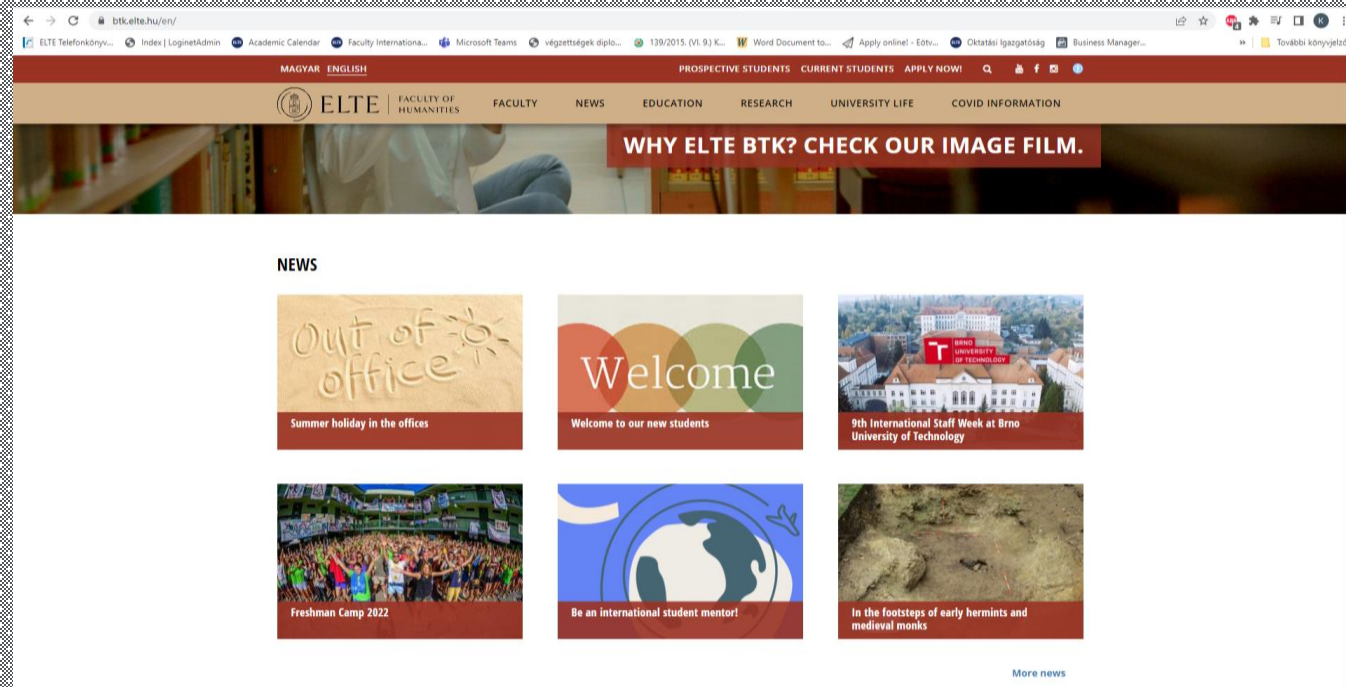 btk.elte.hu/en/
ELTE Telefonkönyv... Index | LoginetAdmin Academic Calendar Faculty Internationa... Microsoft Teams végzettségek diplo... 139/2015. (VI. 9.) K... Word Document to... Apply online! - Eötv... Oktatási Igazgatóság Business Manager... » További könyvjelző
MAGYAR ENGLISH PROSPECTIVE STUDENTS CURRENT STUDENTS APPLY NOW!
ELTE FACULTY OF HUMANITIES FACULTY NEWS EDUCATION RESEARCH UNIVERSITY LIFE COVID INFORMATION
WHY ELTE BTK? CHECK OUR IMAGE FILM.
NEWS
Out of
office
Summer holiday in the offices
Welcome
Welcome to our new students
BRNO
UNIVERSITY
OF TECHNOLOGY
9th International Staff Week at Brno
University of Technology
Freshman Camp 2022
Be an international student mentor!
In the footsteps of early hermints and
medieval monks
More news